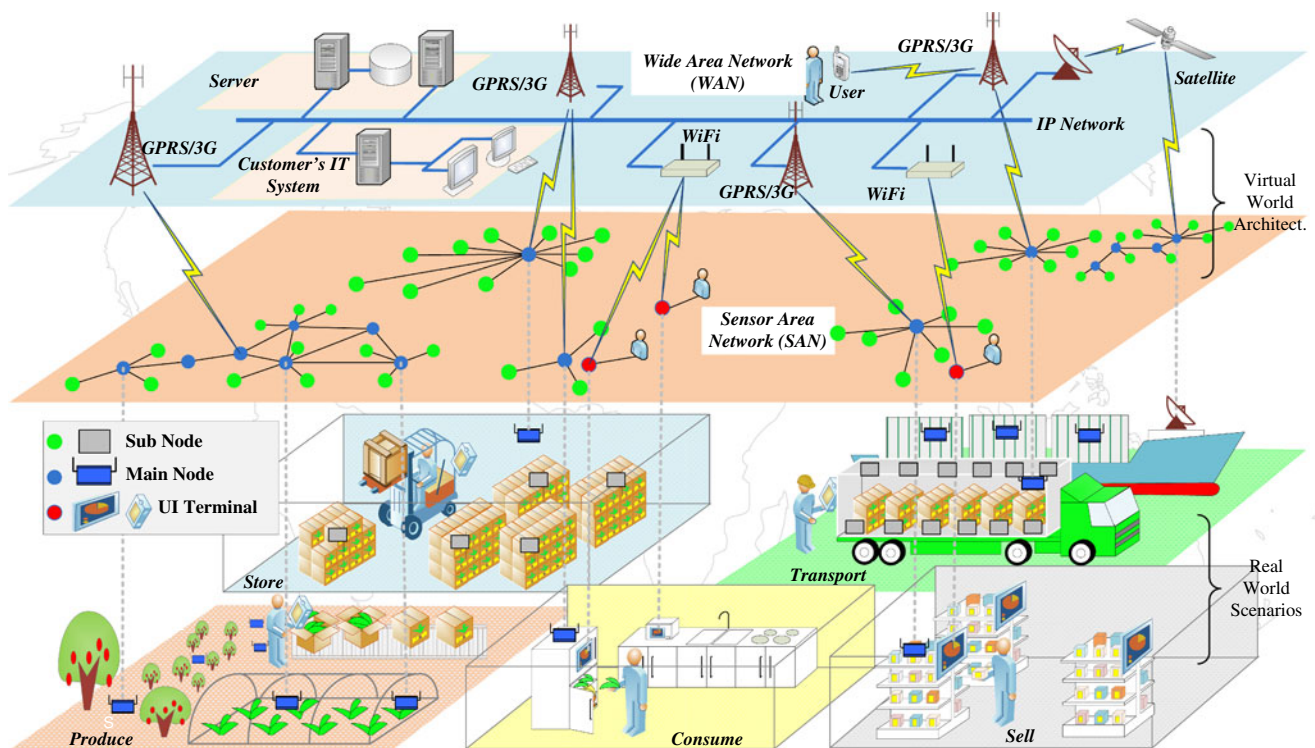 GPRS/3G
Wide Area Network
(WAN)
Server
GPRS/3G
User
Satellite
IP Network
WiFi
GPRS/3G
Customer's IT
System
GPRS/3G
WiFi
Virtual
World
Architect.
Sensor Area
Network (SAN)
Sub Node
Main Node
UI Terminal
Store
Transport
Real
World
Scenarios
S
Produce
Consume
Sell